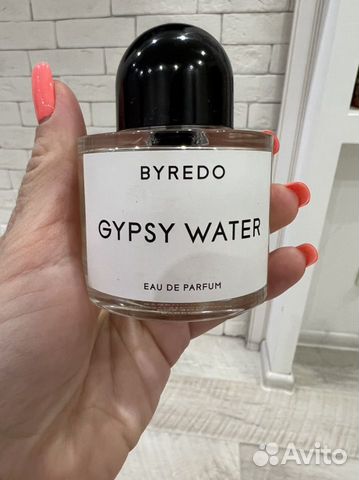 BYREDO
GYPSY WATER
EAU DE PARFUM
Avito